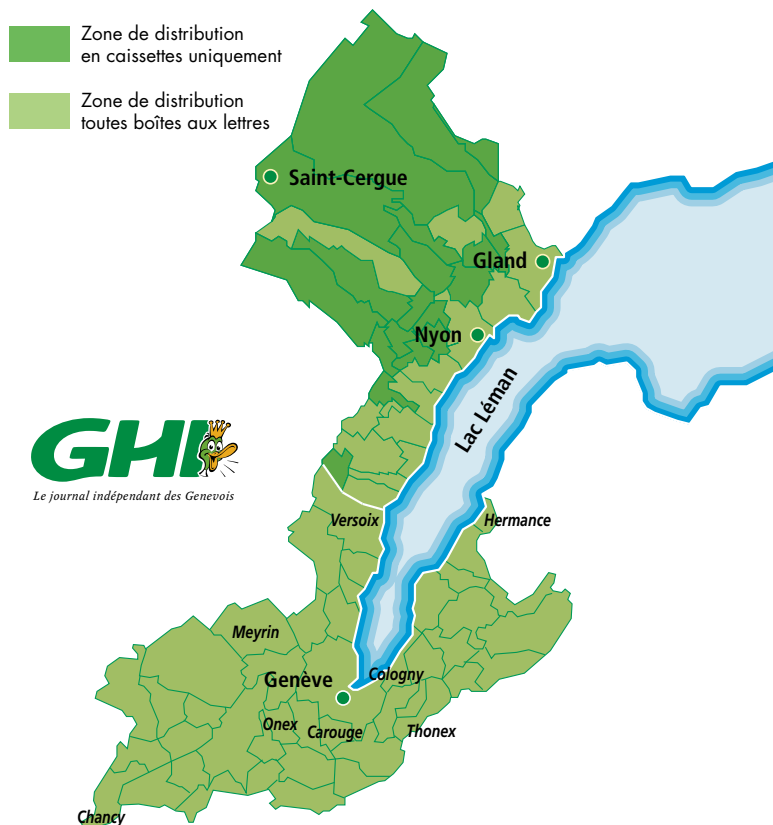 Zone de distribution
en caissettes uniquement
Zone de distribution
toutes boîtes aux lettres
Saint-Cergue
Gland
Nyon
Lac Léman
GHI
Le journal indépendant des Genevois
Versoix
Hermance
Meyrin
Genève
Cologny
Onex
Carouge
Thonex
Chancy